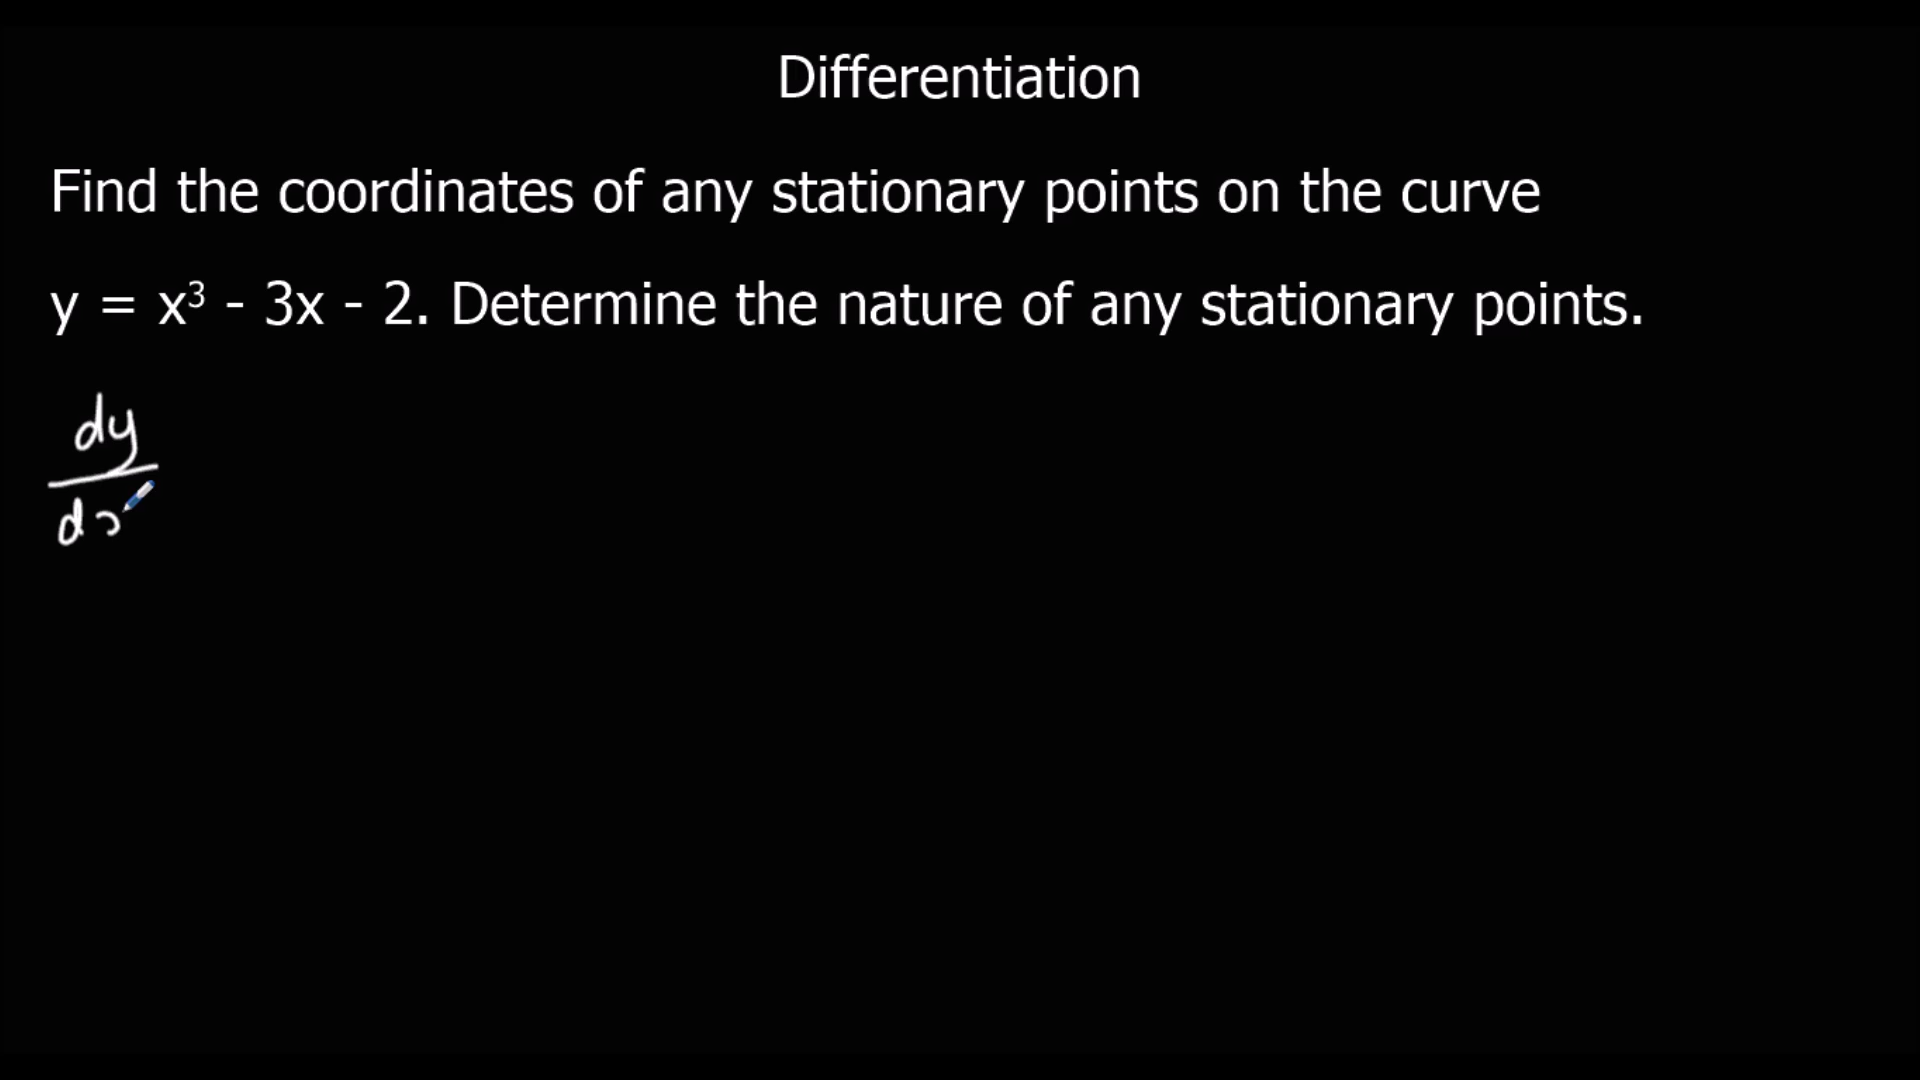 Differentiation
Find the coordinates of any stationary points on the curve
y = x³ - 3x - 2. Determine the nature of any stationary points.
dy
d